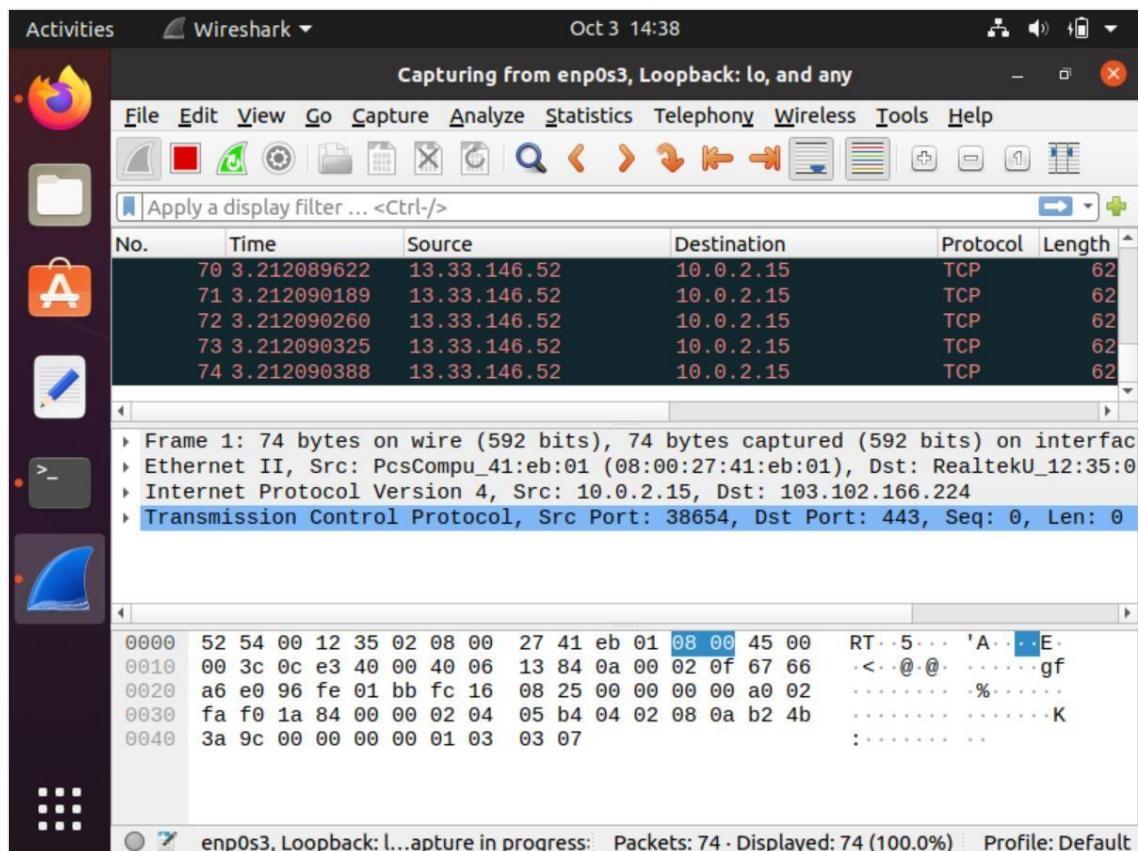 Activities Wireshark Oct 3 14:38
Capturing from enp0s3, Loopback: lo, and any
File Edit View Go Capture Analyze Statistics Telephony Wireless Tools Help
Apply a display filter … <Ctrl-/>
No. Time Source Destination Protocol Length
70 3.212089622 13.33.146.52 10.0.2.15 TCP 62
71 3.212090189 13.33.146.52 10.0.2.15 TCP 62
72 3.212090260 13.33.146.52 10.0.2.15 TCP 62
73 3.212090325 13.33.146.52 10.0.2.15 TCP 62
74 3.212090388 13.33.146.52 10.0.2.15 TCP 62
Frame 1: 74 bytes on wire (592 bits), 74 bytes captured (592 bits) on interfac
Ethernet II, Src: PcsCompu_41:eb:01 (08:00:27:41:eb:01), Dst: RealtekU_12:35:0
Internet Protocol Version 4, Src: 10.0.2.15, Dst: 103.102.166.224
Transmission Control Protocol, Src Port: 38654, Dst Port: 443, Seq: 0, Len: 0
0000 52 54 00 12 35 02 08 00 27 41 eb 01 08 00 45 00 RT··5··· 'A····E·
0010 00 3c 0c e3 40 00 40 06 13 84 0a 00 02 0f 67 66 ·<··@·@· ······gf
0020 a6 e0 96 fe 01 bb fc 16 08 25 00 00 00 00 a0 02 ········ ·%······
0030 fa f0 1a 84 00 00 02 04 05 b4 04 02 08 0a b2 4b ········ ·······K
0040 3a 9c 00 00 00 00 01 03 03 07 :······· ··
enp0s3, Loopback: l…apture in progress: Packets: 74 · Displayed: 74 (100.0%) Profile: Default